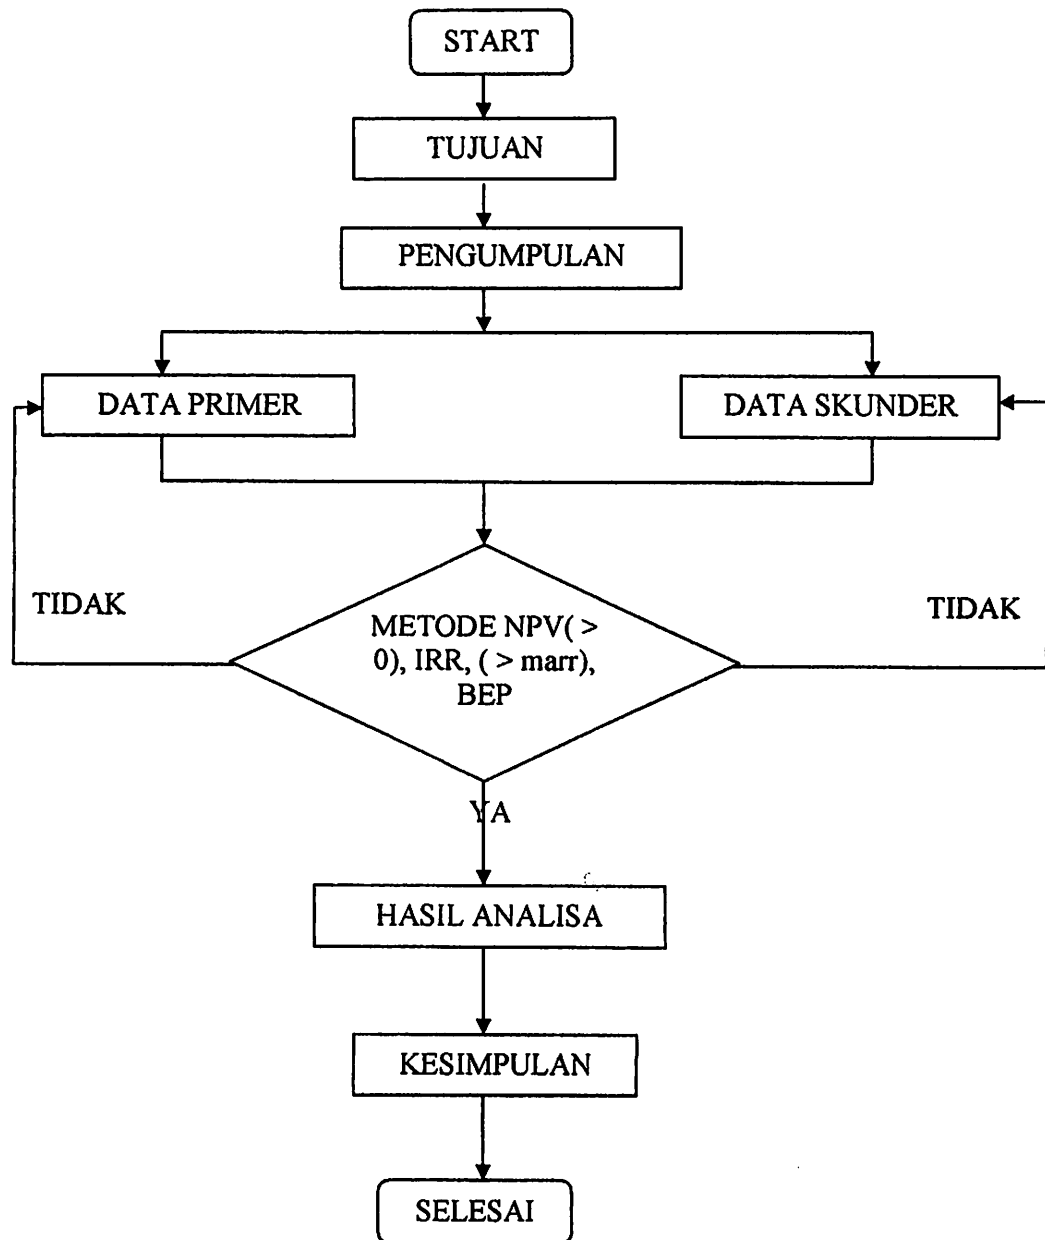 START
TUJUAN
PENGUMPULAN
DATA PRIMER
DATA SKUNDER
TIDAK
TIDAK
METODE NPV( >
0), IRR, ( > marr),
BEP
YA
HASIL ANALISA
KESIMPULAN
SELESAI